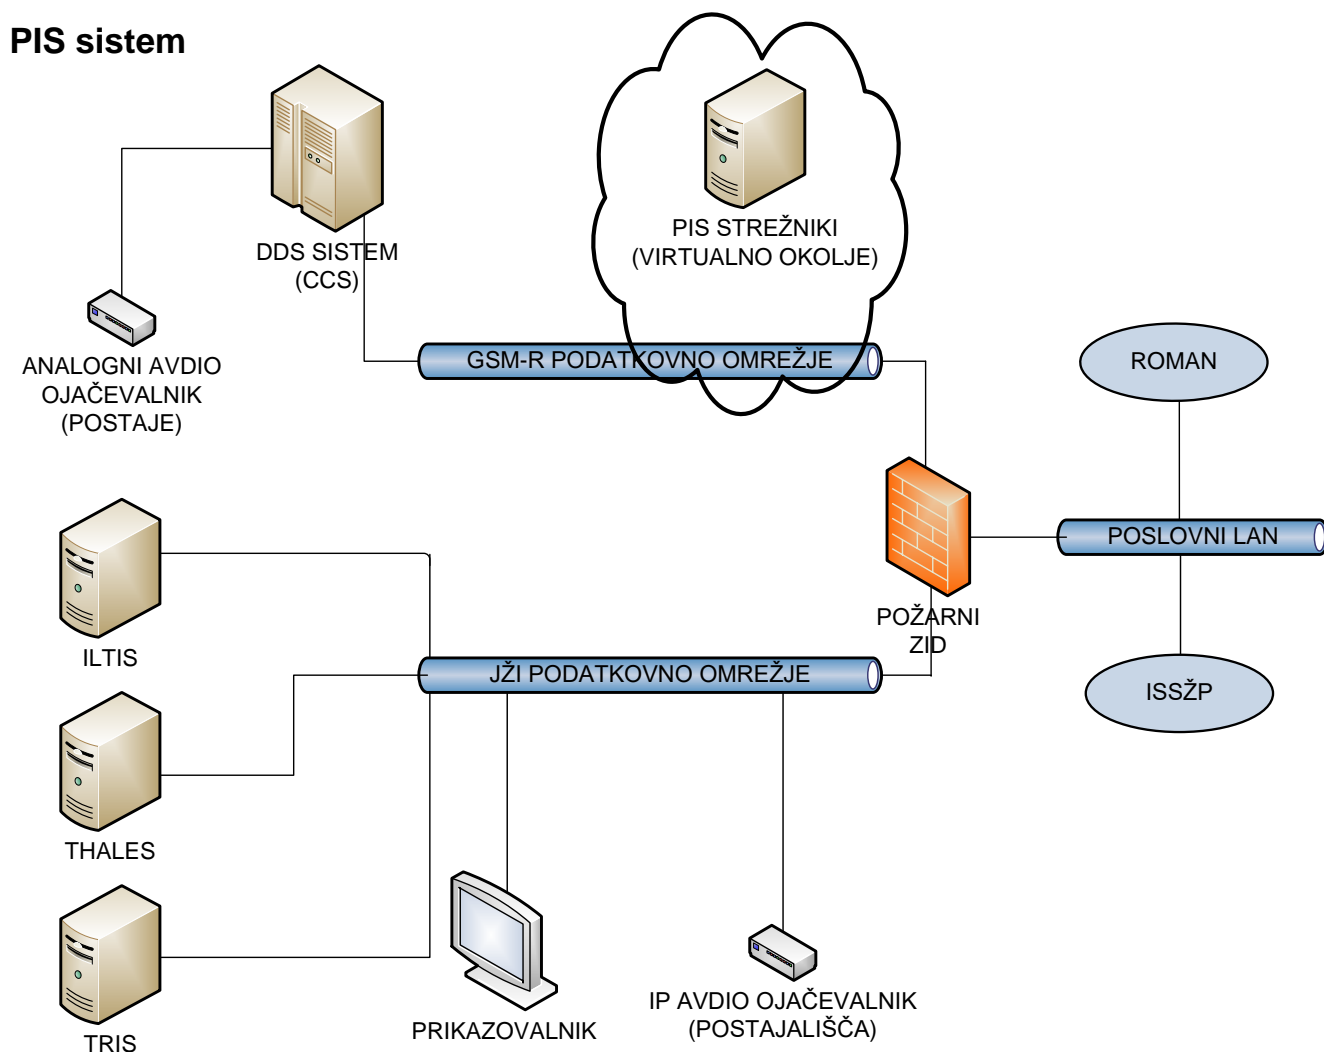 PIS sistem
DDS SISTEM
(CCS)
PIS STREŽNIKI
(VIRTUALNO OKOLJE)
ANALOGNI AVDIO
OJAČEVALNIK
(POSTAJE)
GSM-R PODATKOVNO OMREŽJE
ROMAN
POSLOVNI LAN
POŽARNI
ZID
ISSŽP
ILTIS
JŽI PODATKOVNO OMREŽJE
THALES
TRIS
PRIKAZOVALNIK
IP AVDIO OJAČEVALNIK
(POSTAJALIŠČA)